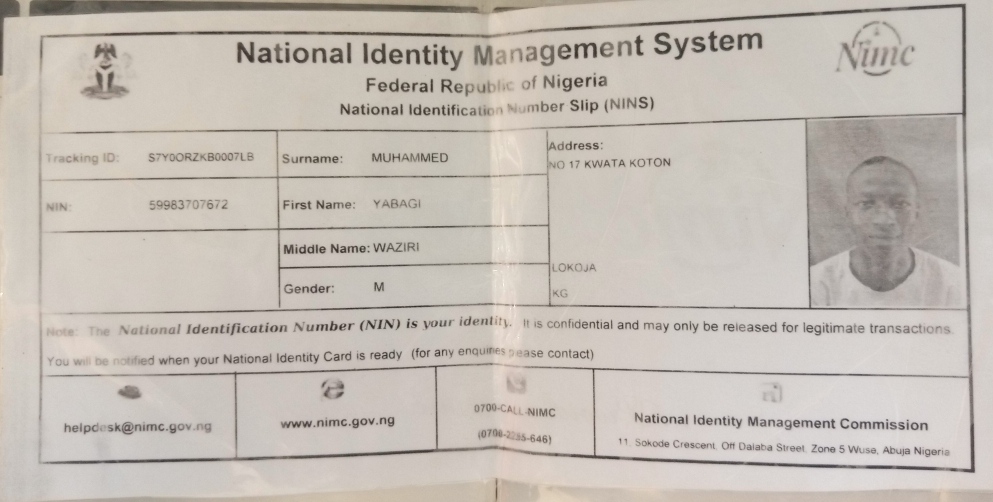 National Identity Management System
Federal Republic of Nigeria
National Identification Number Slip (NINS)
Nimc
Tracking ID: S7Y0ORZKB0007LB
NIN: 59983707672
Surname: MUHAMMED
First Name: YABAGI
Middle Name: WAZIRI
Gender: M
Address:
NO 17 KWATA KOTON
LOKOJA
KG
Note: The National Identification Number (NIN) is your identity. It is confidential and may only be released for legitimate transactions.
You will be notified when your National Identity Card is ready (for any enquiries please contact)
helpdesk@nimc.gov.ng
www.nimc.gov.ng
0700-CALL-NIMC
National Identity Management Commission
11, Sokode Crescent, Off Dalaba Street, Zone 5 Wuse, Abuja Nigeria